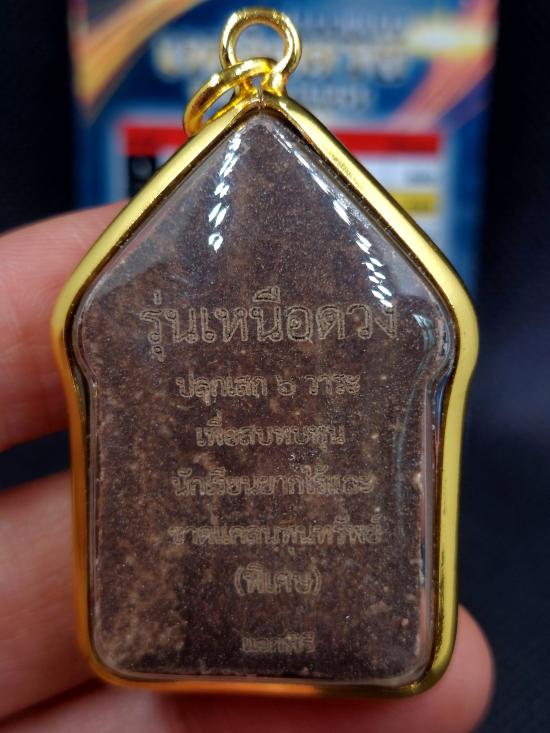 รุ่นเหนือดวง
ปลุกเสก ๖ วาระ
เพื่อสมทบทุน
นักเรียนยากไร้และ
ขาดแคลนทุนทรัพย์
(พิเศษ)